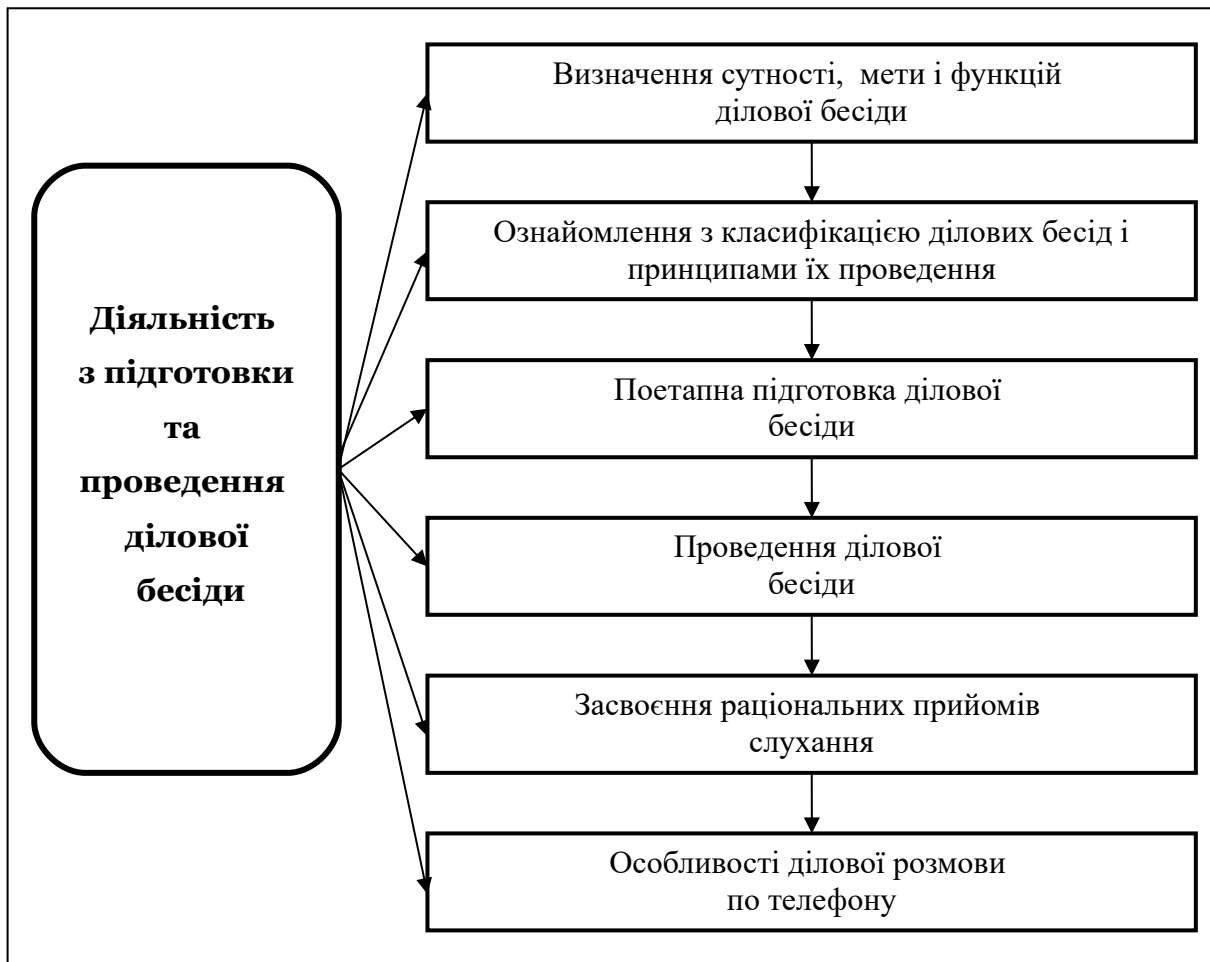 Діяльність
з підготовки
та
проведення
ділової
бесіди
Визначення сутності, мети і функцій
ділової бесіди
Ознайомлення з класифікацією ділових бесід і
принципами їх проведення
Поетапна підготовка ділової
бесіди
Проведення ділової
бесіди
Засвоєння раціональних прийомів
слухання
Особливості ділової розмови
по телефону